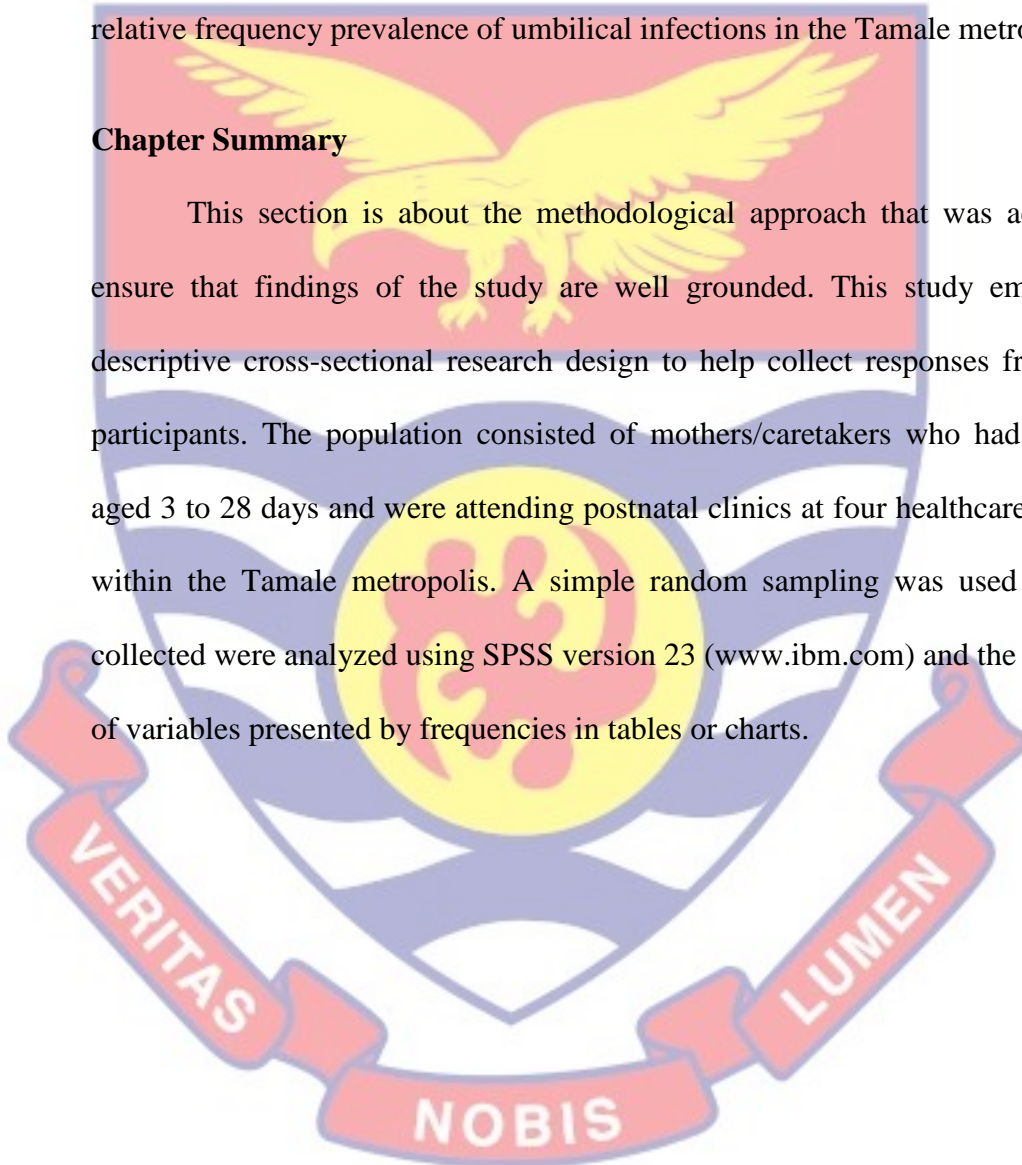 relative frequency prevalence of umbilical infections in the Tamale
Chapter Summary
This section is about the methodological approach that was
ensure that findings of the study are well grounded. This study
descriptive cross-sectional research design to help collect responses
participants. The population consisted of mothers/caretakers who had
aged 3 to 28 days and were attending postnatal clinics at four healthcare
within the Tamale metropolis. A simple random sampling was used
collected were analyzed using SPSS version 23 (www.ibm.com) and the
of variables presented by frequencies in tables or charts.
VERITAS
NOBIS
LUMEN